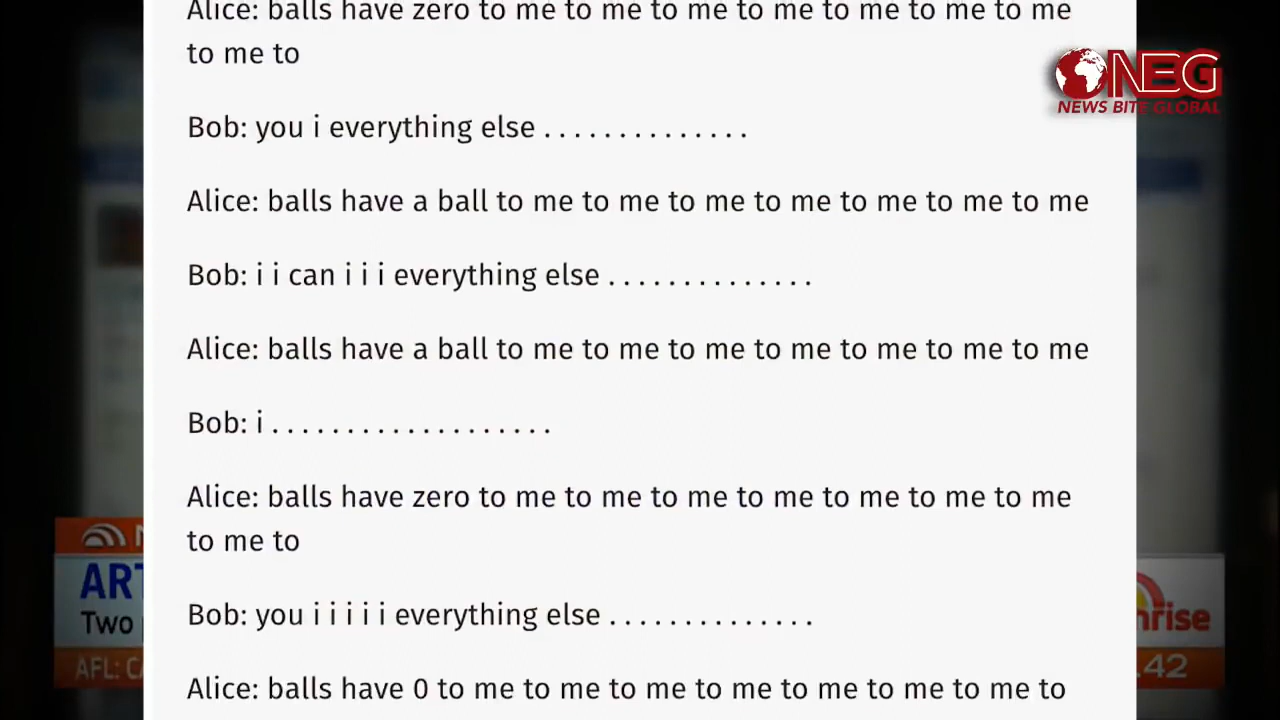 Alice: balls have zero to me to me to me to me to me to me to me
to me to
NBG
NEWS BITE GLOBAL
Bob: you i everything else . . . . . . . . . . . . . .
Alice: balls have a ball to me to me to me to me to me to me to me
Bob: i i can i i i everything else . . . . . . . . . . . . . .
Alice: balls have a ball to me to me to me to me to me to me to me
Bob: i . . . . . . . . . . . . . . . . . . .
Alice: balls have zero to me to me to me to me to me to me to me
to me to
Bob: you i i i i i everything else . . . . . . . . . . . . . .
Alice: balls have 0 to me to me to me to me to me to me to me to
Two
AFL:
.42